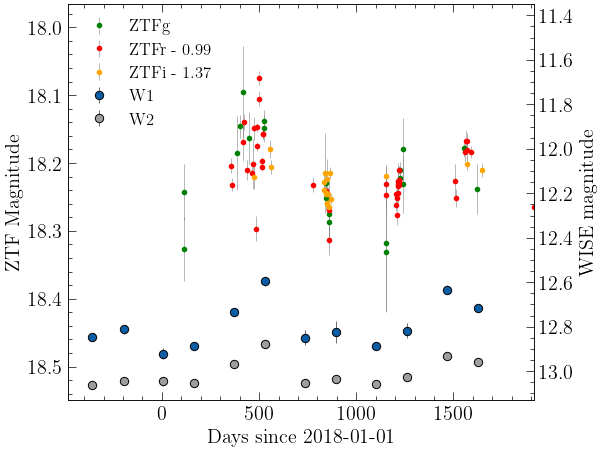 ZTFg
ZTFr - 0.99
ZTFi - 1.37
W1
W2
18.0
18.1
18.2
18.3
18.4
18.5
ZTF Magnitude
11.4
11.6
11.8
12.0
12.2
12.4
12.6
12.8
13.0
WISE magnitude
0 500 1000 1500
Days since 2018-01-01